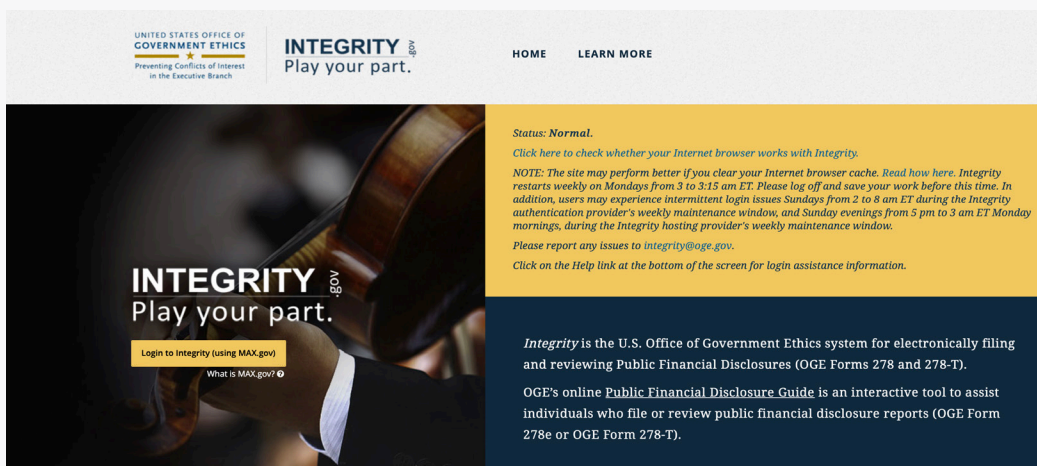 UNITED STATES OFFICE OF
GOVERNMENT ETHICS
Preventing Conflicts of Interest
in the Executive Branch
INTEGRITY.gov
Play your part.
HOME
LEARN MORE
INTEGRITY.gov
Play your part.
Login to Integrity (using MAX.gov)
What is MAX.gov?
Status: Normal.
Click here to check whether your Internet browser works with Integrity.
NOTE: The site may perform better if you clear your Internet browser cache. Read how here. Integrity
restarts weekly on Mondays from 3 to 3:15 am ET. Please log off and save your work before this time. In
addition, users may experience intermittent login issues Sundays from 2 to 8 am ET during the Integrity
authentication provider's weekly maintenance window, and Sunday evenings from 5 pm to 3 am ET Monday
mornings, during the Integrity hosting provider's weekly maintenance window.
Please report any issues to integrity@oge.gov.
Click on the Help link at the bottom of the screen for login assistance information.
Integrity is the U.S. Office of Government Ethics system for electronically filing
and reviewing Public Financial Disclosures (OGE Forms 278 and 278-T).
OGE's online Public Financial Disclosure Guide is an interactive tool to assist
individuals who file or review public financial disclosure reports (OGE Form
278e or OGE Form 278-T).